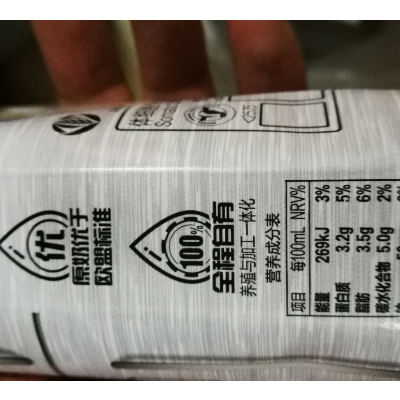 优
原奶优于
欧盟标准
100%
全程自有
养殖与加工一体化
营养成分表
项目 每100mL NRV%
能量 269kJ 3%
蛋白质 3.2g 5%
脂肪 3.5g 6%
碳水化合物 5.0g 2%